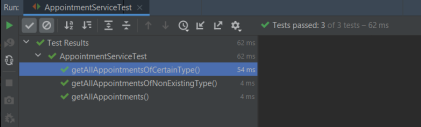 Run: AppointmentServiceTest
Tests passed: 3 of 3 tests – 62 ms
Test Results 62 ms
AppointmentServiceTest 62 ms
getAllAppointmentsOfCertainType() 54 ms
getAllAppointmentsOfNonExistingType() 4 ms
getAllAppointments() 4 ms